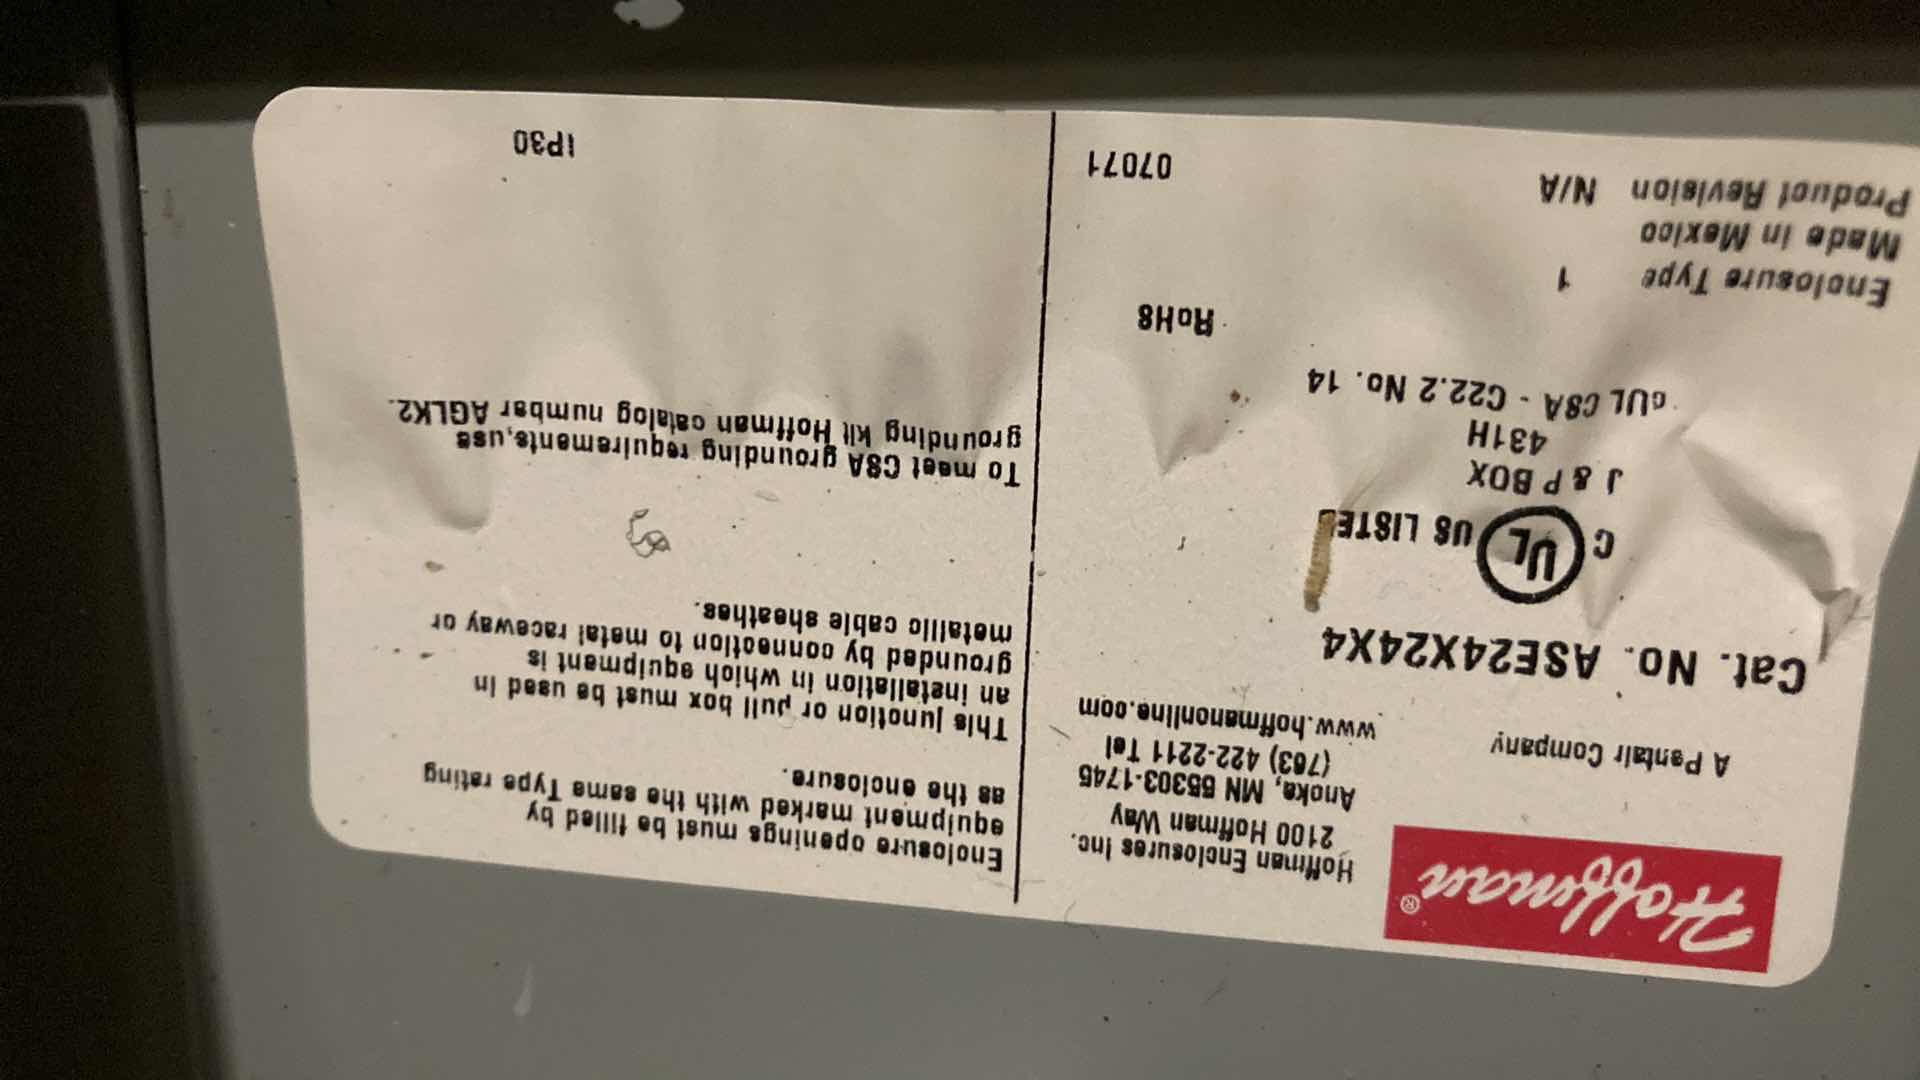 Hoffman®
Hoffman Enclosures Inc.
2100 Hoffman Way
Anoka, MN 55303-1745
(763) 422-2211 Tel
www.hoffmanonline.com
A Pentair Company
Cat. No. ASE24X24X4
C UL US LISTED
J & P BOX
431H
cUL CSA - C22.2 No. 14
RoHS
Enclosure Type 1
Made in Mexico
Product Revision N/A
07071
Enclosure openings must be filled by
equipment marked with the same Type rating
as the enclosure.
This junction or pull box must be used in
an installation in which equipment is
grounded by connection to metal raceway or
metallic cable sheathes.
To meet CSA grounding requirements,use
grounding kit Hoffman catalog number AGLK2.
IP30